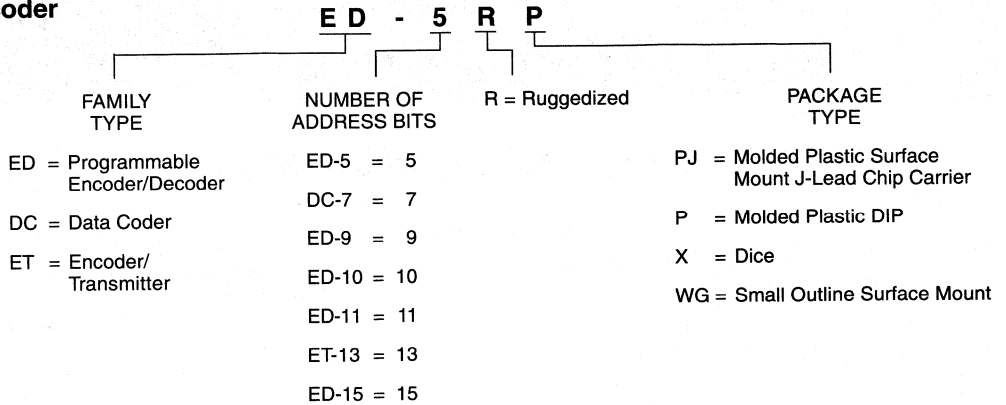 oder
E D - 5 R P
FAMILY
TYPE
ED = Programmable
Encoder/Decoder
DC = Data Coder
ET = Encoder/
Transmitter
NUMBER OF
ADDRESS BITS
ED-5 = 5
DC-7 = 7
ED-9 = 9
ED-10 = 10
ED-11 = 11
ET-13 = 13
ED-15 = 15
R = Ruggedized
PACKAGE
TYPE
PJ = Molded Plastic Surface
Mount J-Lead Chip Carrier
P = Molded Plastic DIP
X = Dice
WG = Small Outline Surface Mount